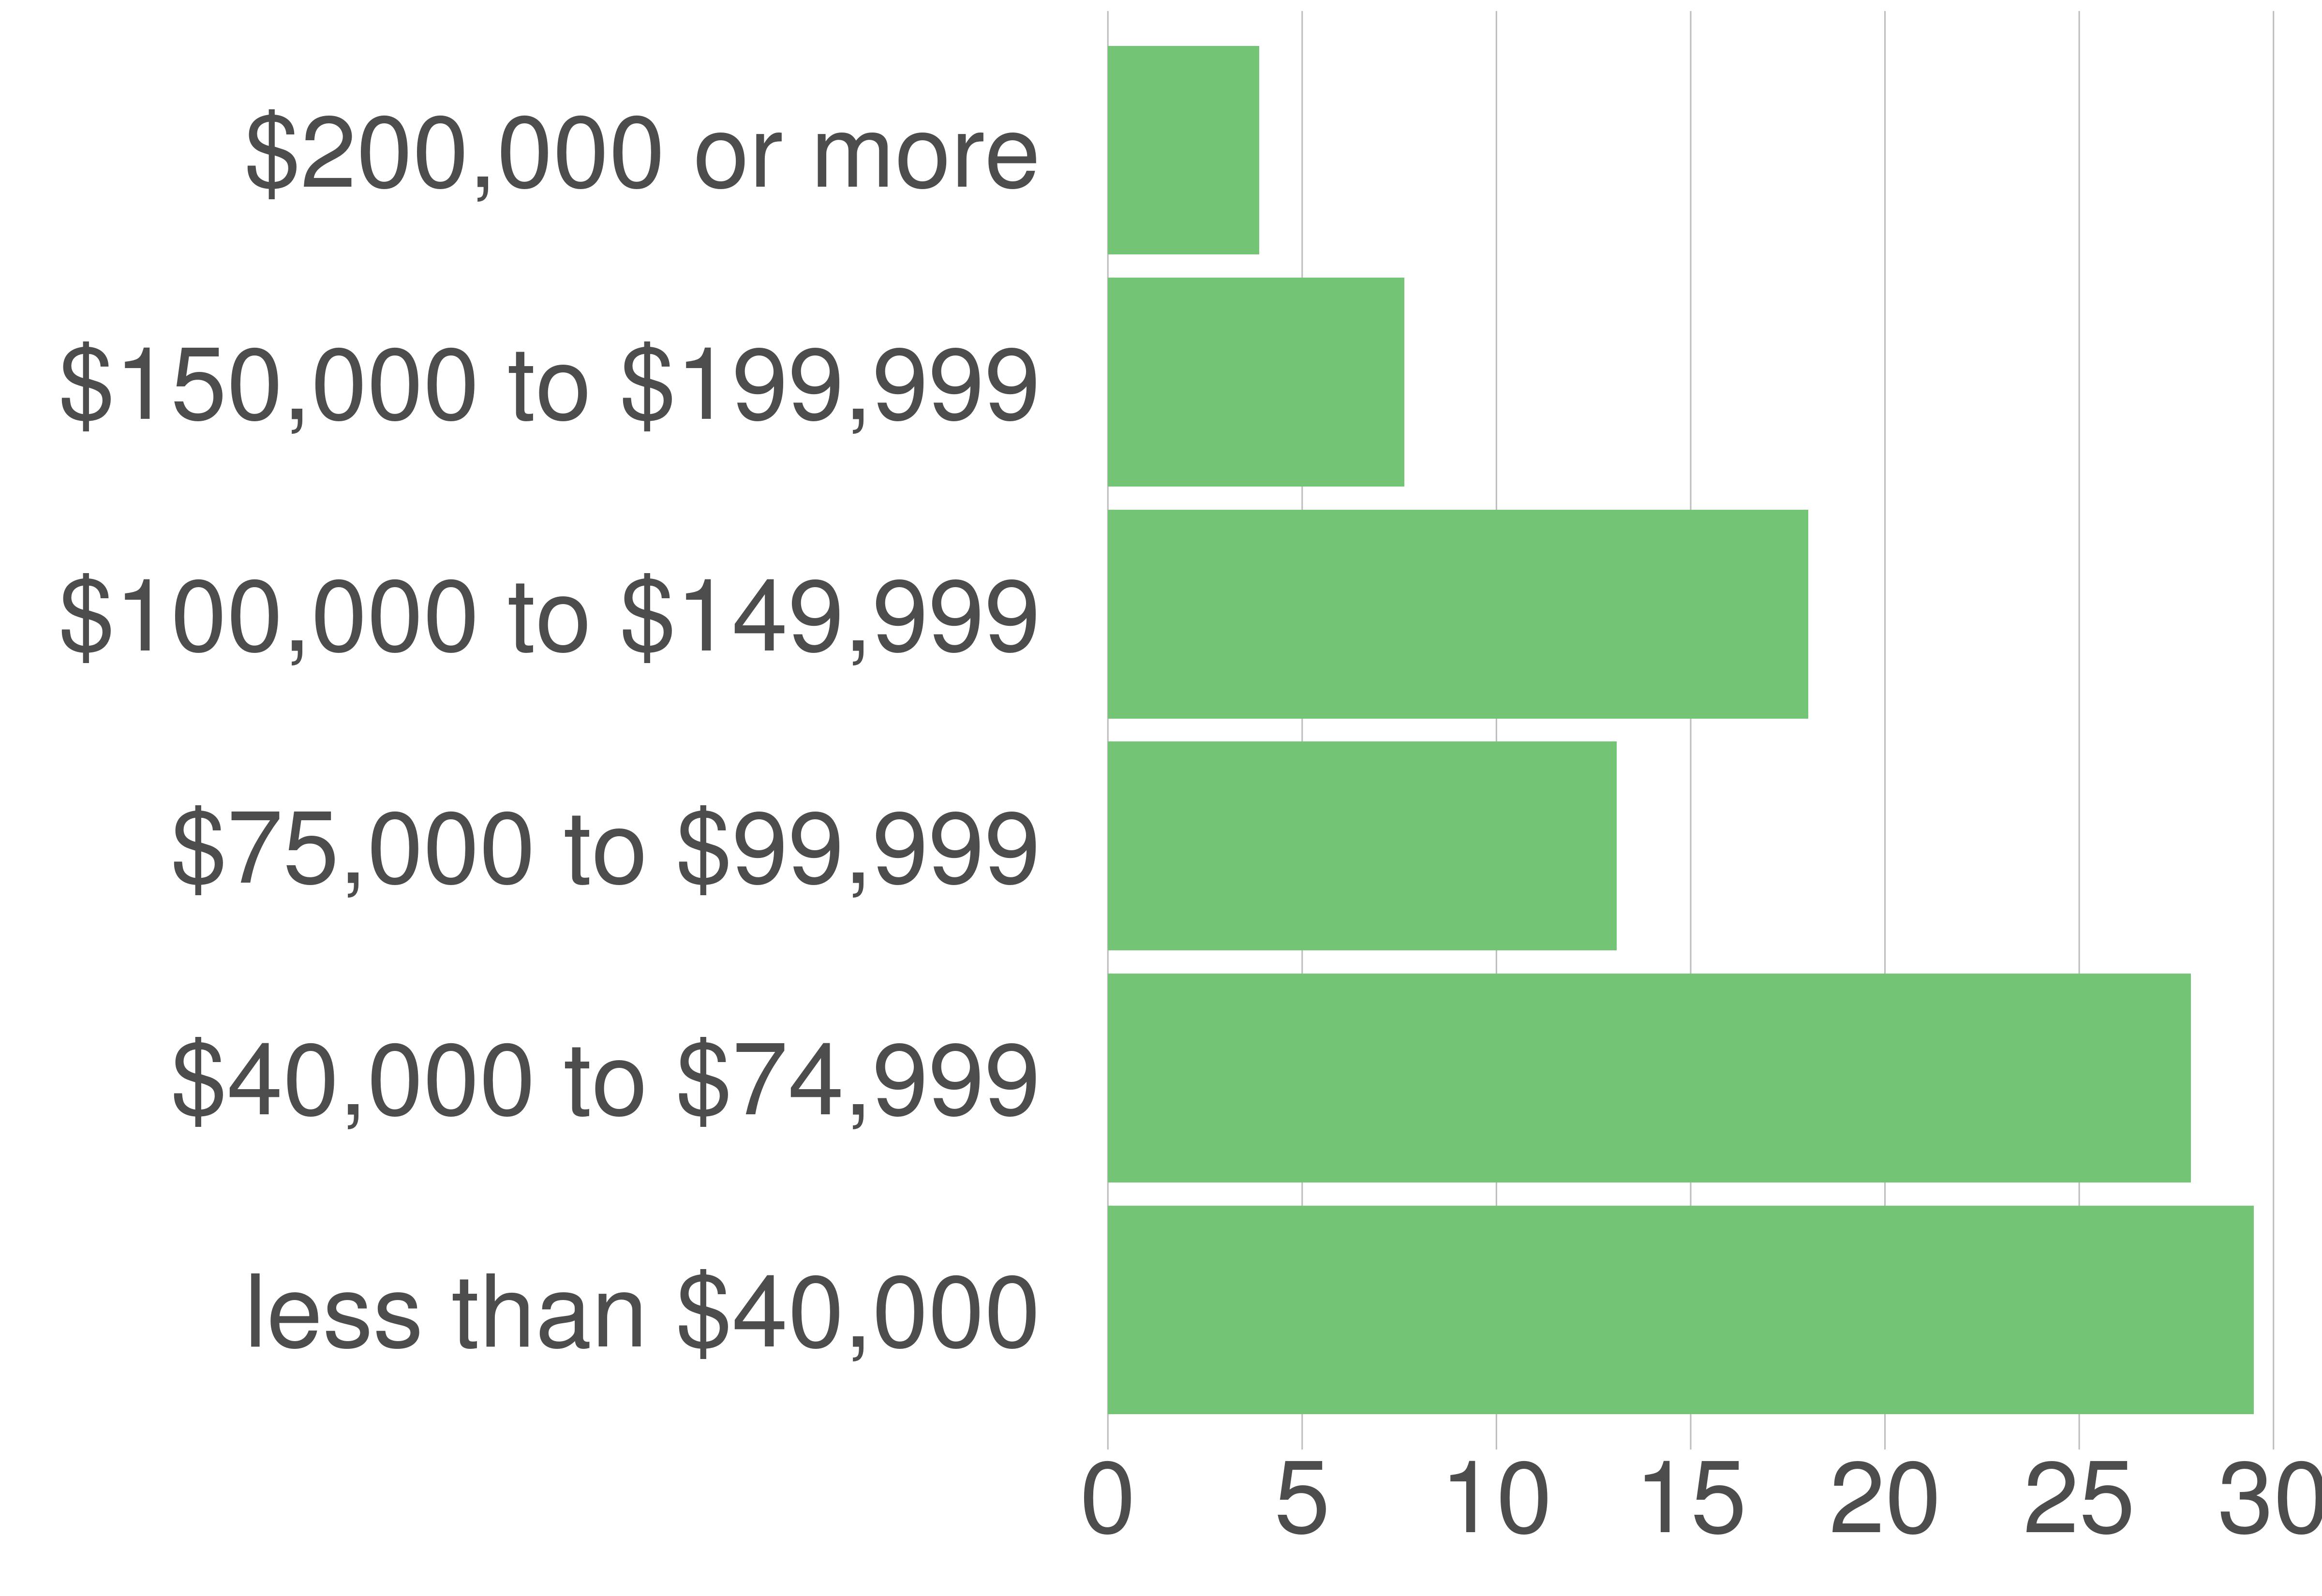 $200,000 or more
$150,000 to $199,999
$100,000 to $149,999
$75,000 to $99,999
$40,000 to $74,999
less than $40,000
0 5 10 15 20 25 30